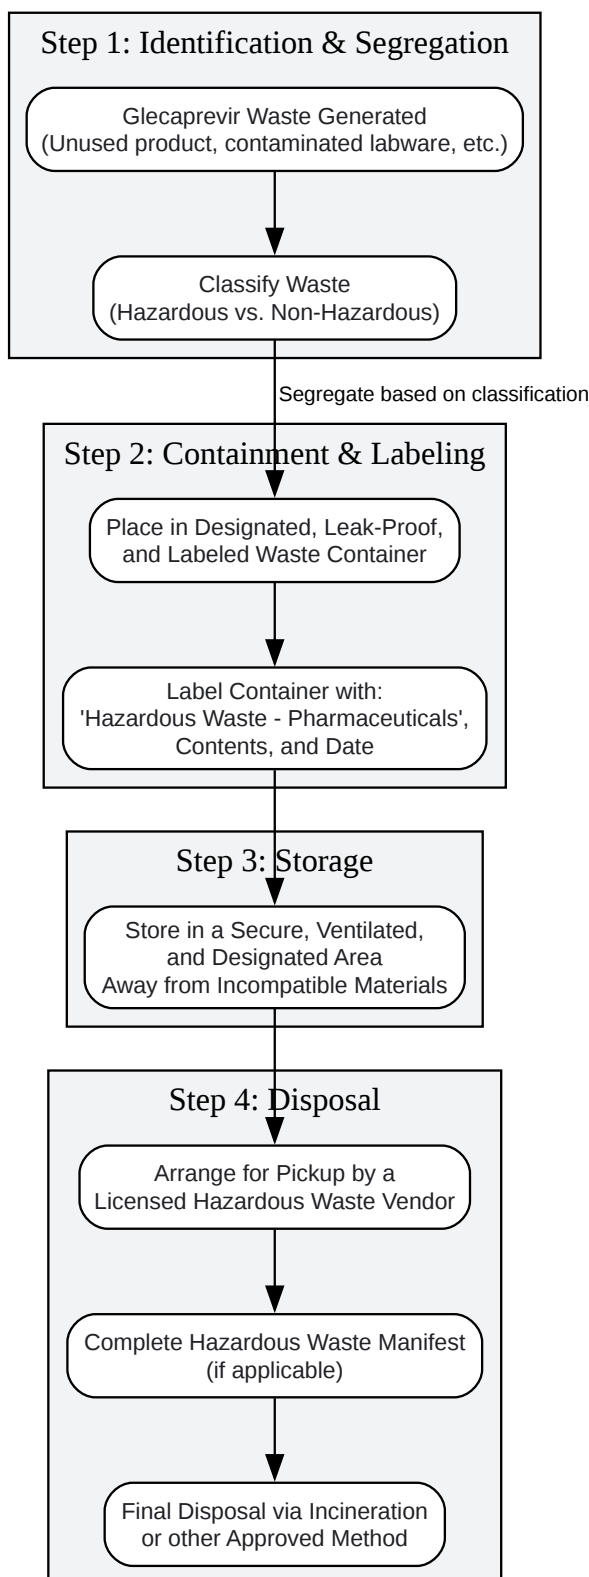 Step 1: Identification & Segregation
Glecaprevir Waste Generated
(Unused product, contaminated labware, etc.)
Classify Waste
(Hazardous vs. Non-Hazardous)
Segregate based on classification
Step 2: Containment & Labeling
Place in Designated, Leak-Proof,
and Labeled Waste Container
Label Container with:
'Hazardous Waste - Pharmaceuticals',
Contents, and Date
Step 3: Storage
Store in a Secure, Ventilated,
and Designated Area
Away from Incompatible Materials
Step 4: Disposal
Arrange for Pickup by a
Licensed Hazardous Waste Vendor
Complete Hazardous Waste Manifest
(if applicable)
Final Disposal via Incineration
or other Approved Method